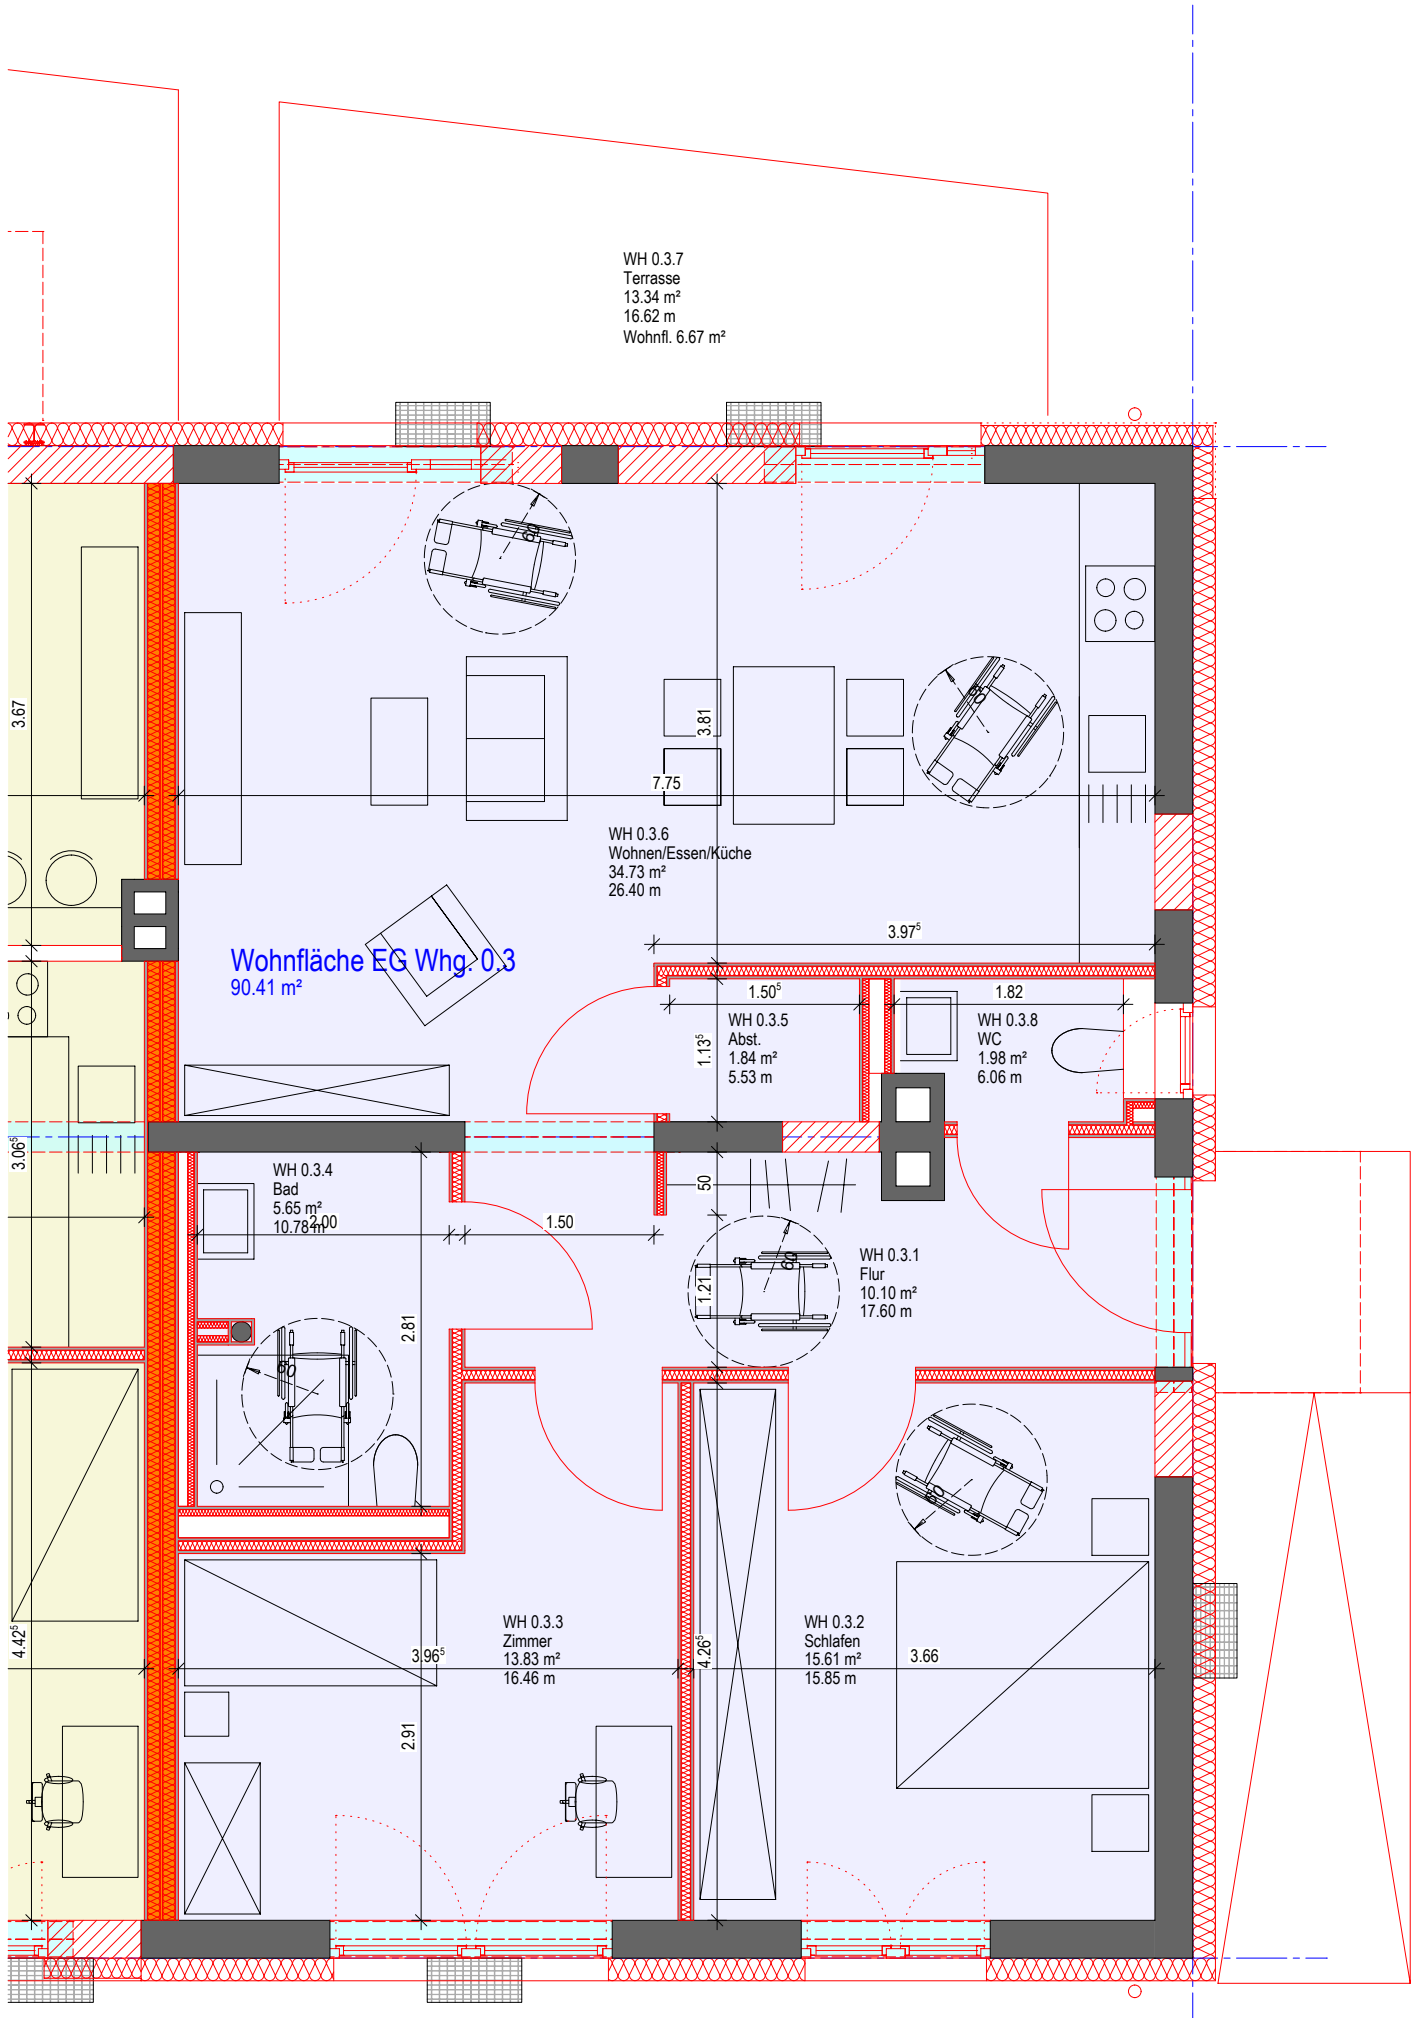 WH 0.3.7
Terrasse
13.34 m²
16.62 m
Wohnfl. 6.67 m²
60
60
3.67
3.81
7.75
WH 0.3.6
Wohnen/Essen/Küche
34.73 m²
26.40 m
3.97⁵
Wohnfläche EG Whg. 0.3
90.41 m²
1.50⁵
1.82
WH 0.3.5
Abst.
1.84 m²
5.53 m
WH 0.3.8
WC
1.98 m²
6.06 m
1.13⁵
3.06⁵
WH 0.3.4
Bad
5.65 m²
10.78 m
2.00
1.50
50
60
WH 0.3.1
Flur
10.10 m²
17.60 m
1.21
2.81
60
60
WH 0.3.3
Zimmer
13.83 m²
16.46 m
3.96⁵
WH 0.3.2
Schlafen
15.61 m²
15.85 m
4.42⁵
4.26⁵
3.66
2.91